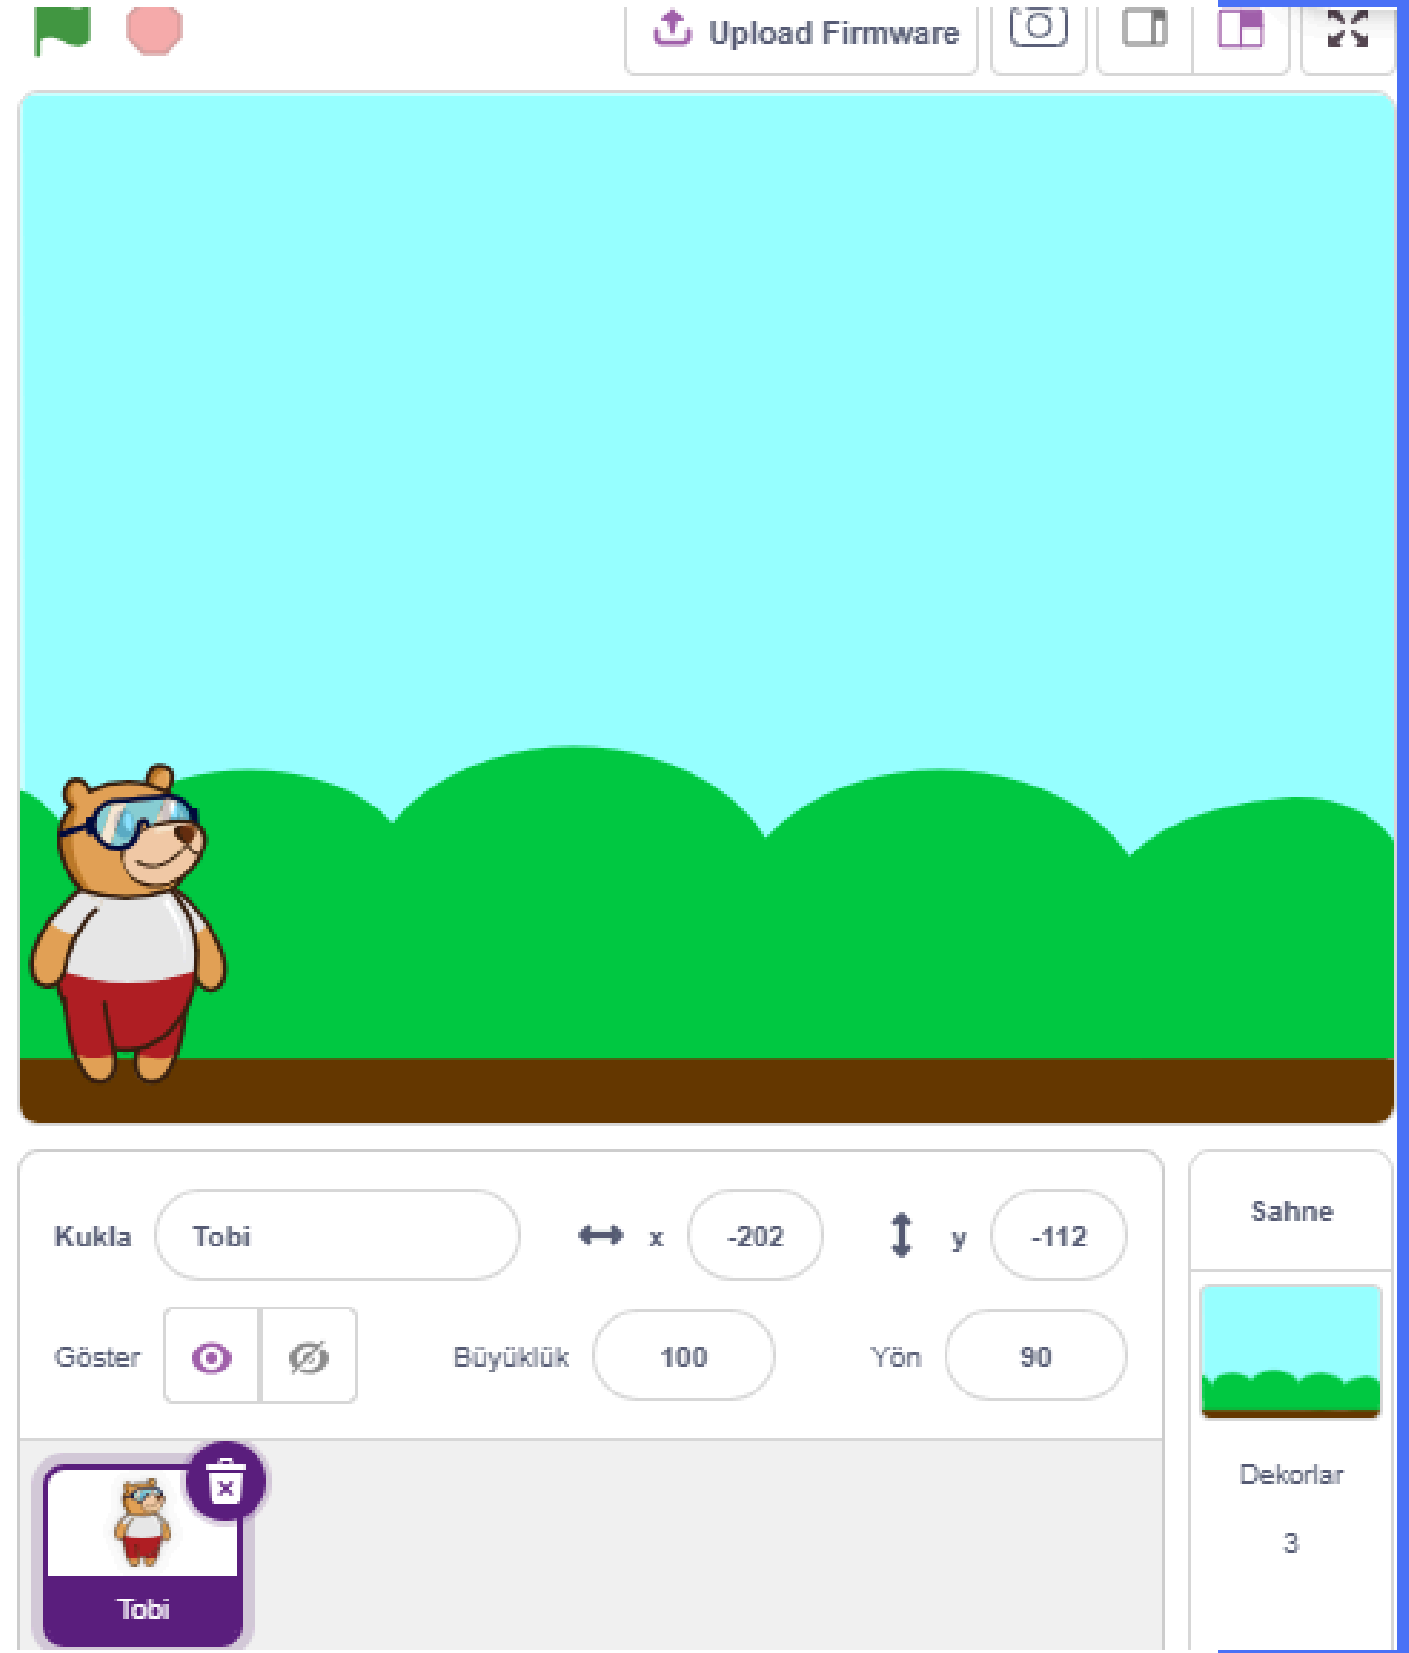 Upload Firmware
Kukla Tobi x -202 y -112
Göster Büyüklük 100 Yön 90
Tobi
Sahne
Dekorlar
3